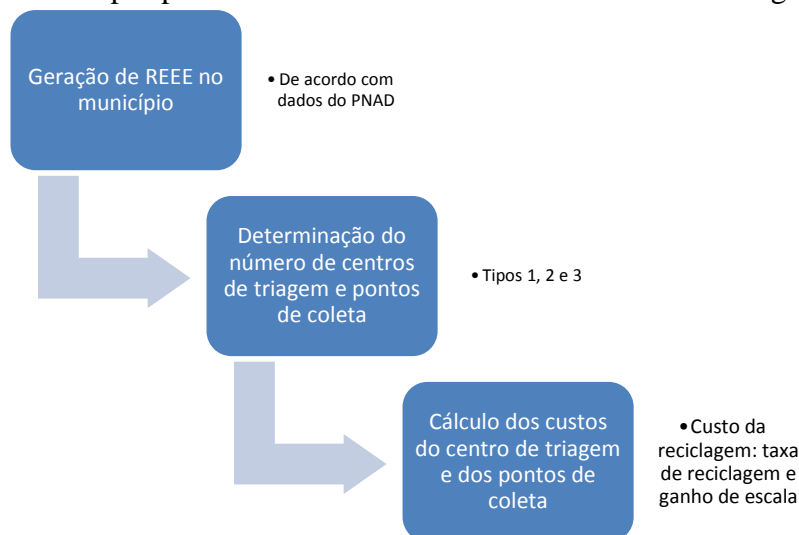 Geração de REEE no
município
• De acordo com
dados do PNAD
Determinação do
número de centros
de triagem e pontos
de coleta
• Tipos 1, 2 e 3
Cálculo dos custos
do centro de triagem
e dos pontos de
coleta
• Custo da
reciclagem: taxa
de reciclagem e
ganho de escala